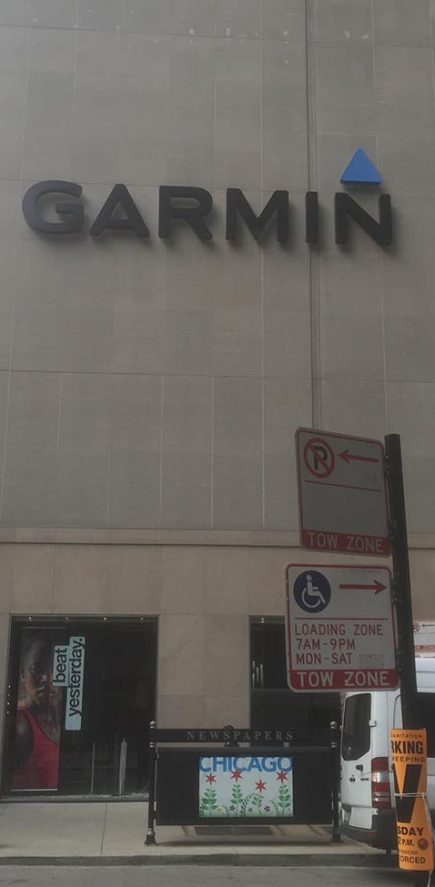 GARMIN
TOW ZONE
LOADING ZONE
7AM-9PM
MON-SAT
TOW ZONE
beat
yesterday.
NEWSPAPERS
CHICAGO